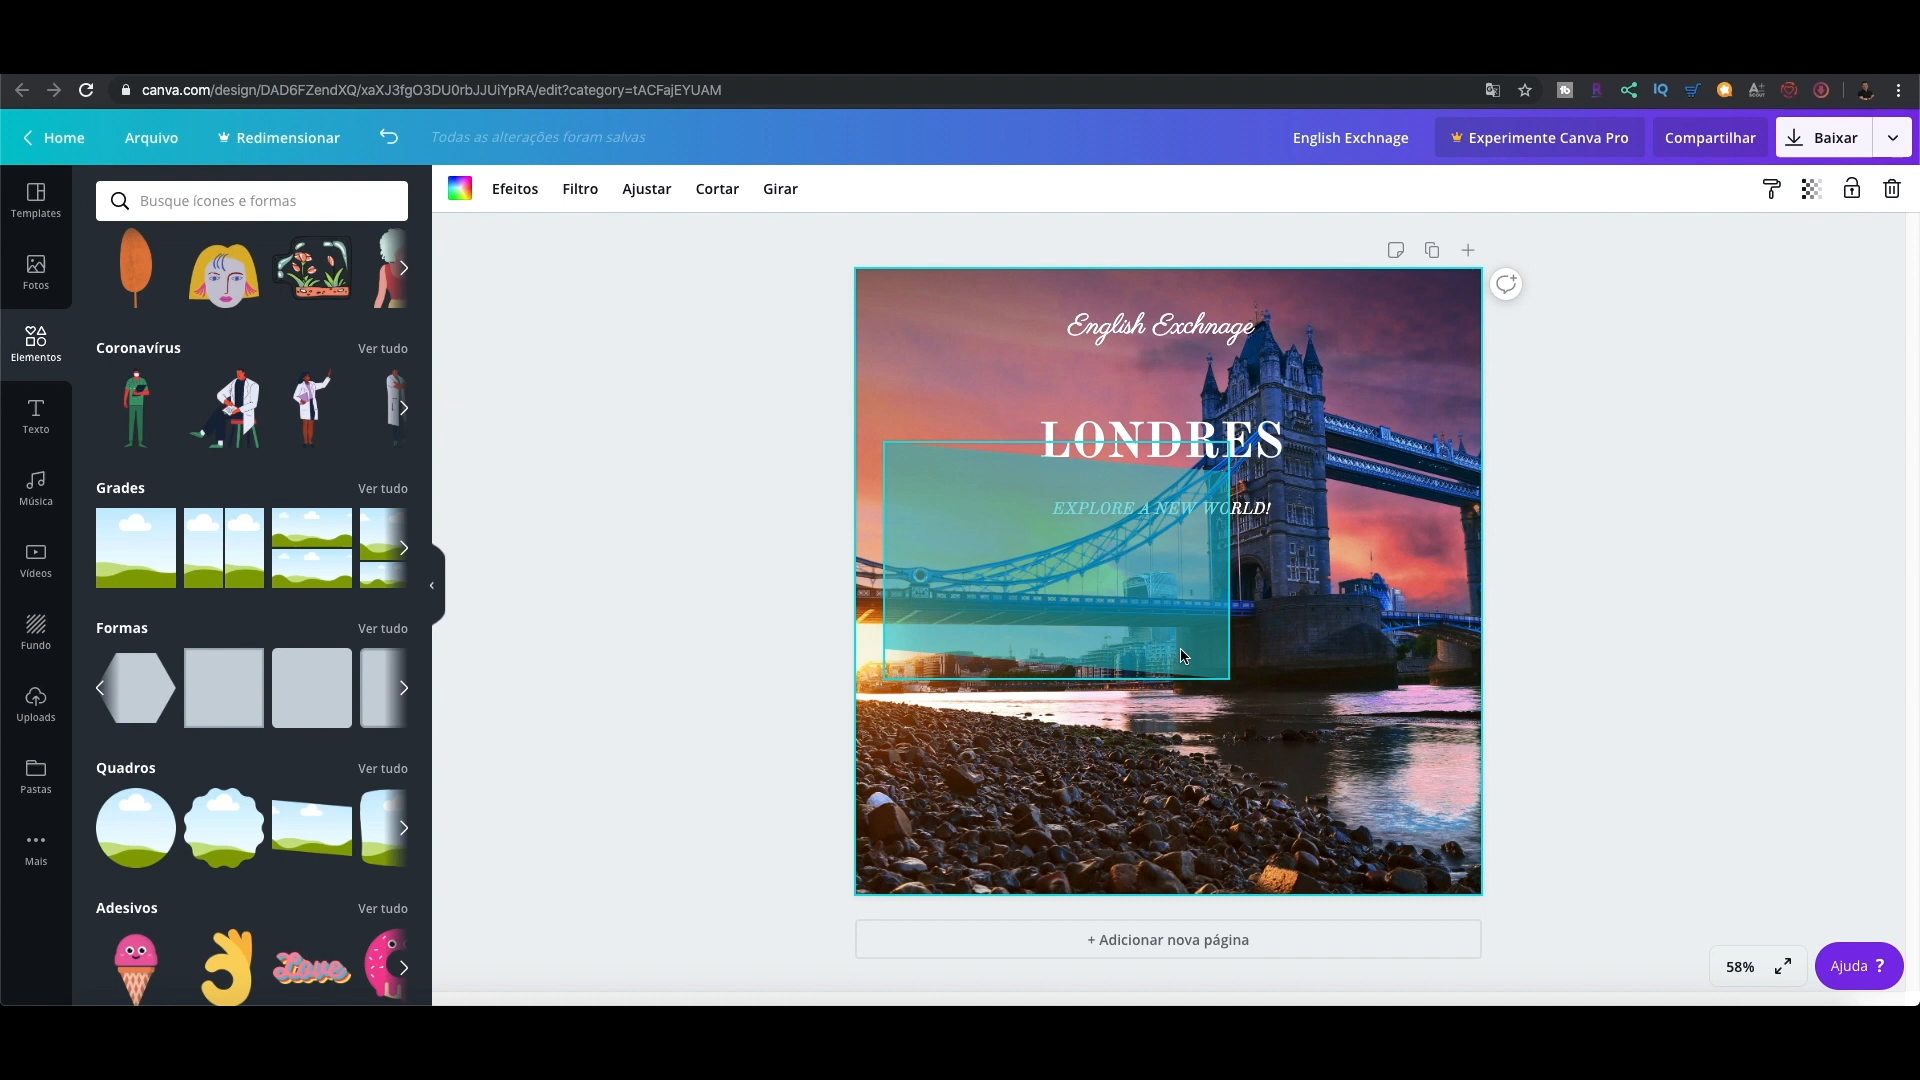 canva.com/design/DAD6FZendXQ/xaXJ3fgO3DU0rbJJUiYpRA/edit?category=tACFajEYUAM
Home
Arquivo
Redimensionar
Todas as alterações foram salvas
English Exchnage
Experimente Canva Pro
Compartilhar
Baixar
Templates
Fotos
Elementos
Texto
Música
Vídeos
Fundo
Uploads
Pastas
Mais
Busque ícones e formas
Coronavírus
Ver tudo
Grades
Ver tudo
Formas
Ver tudo
Quadros
Ver tudo
Adesivos
Ver tudo
Love
Efeitos
Filtro
Ajustar
Cortar
Girar
English Exchnage
LONDRES
EXPLORE A NEW WORLD!
+ Adicionar nova página
58%
Ajuda ?